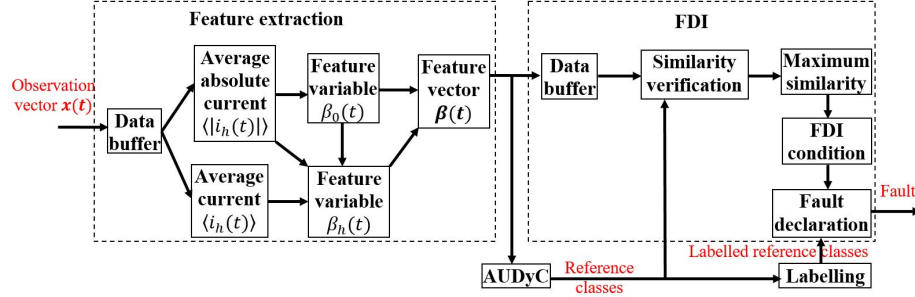 Feature extraction
FDI
Observation
vector x(t)
Data
buffer
Average
absolute
current
⟨|i_h(t)|⟩
Average
current
⟨i_h(t)⟩
Feature
variable
β_0(t)
Feature
variable
β_h(t)
Feature
vector
β(t)
Data
buffer
Similarity
verification
Maximum
similarity
FDI
condition
Fault
declaration
Fault
AUDyC
Reference
classes
Labelled reference classes
Labelling